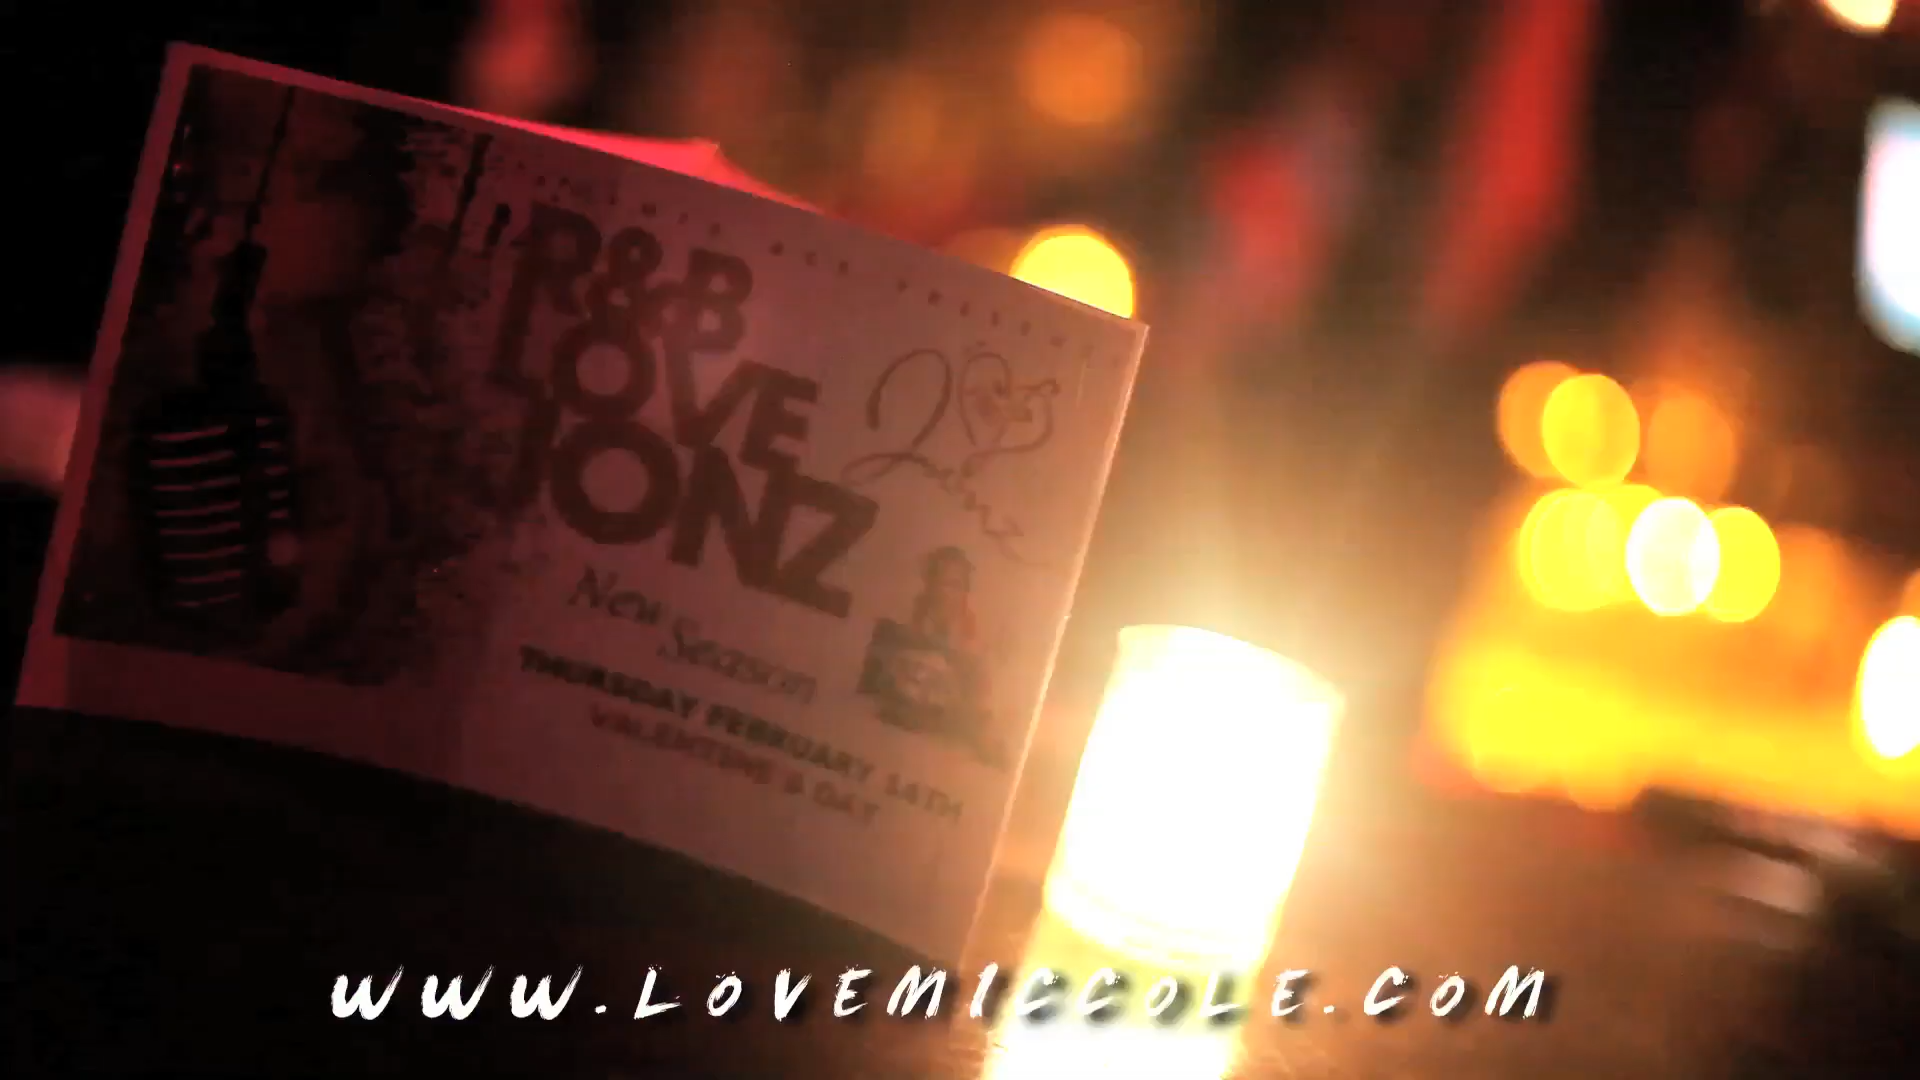 R&B
LOVE
JONZ
New Season
THURSDAY FEBRUARY 14TH
VALENTINE'S DAY
WWW.LOVEMICCOLE.COM